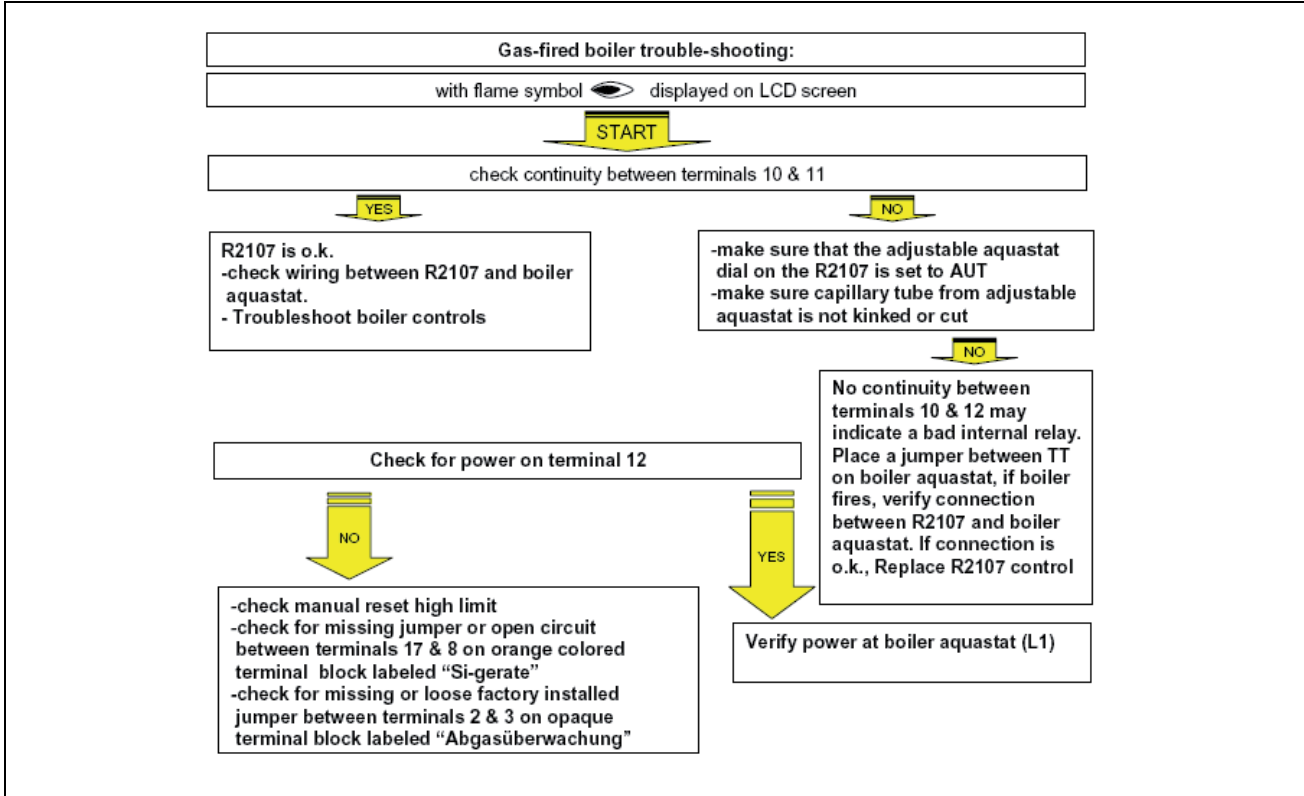 Gas-fired boiler trouble-shooting:
with flame symbol displayed on LCD screen
START
check continuity between terminals 10 & 11
YES
NO
R2107 is o.k.
-check wiring between R2107 and boiler
aquastat.
- Troubleshoot boiler controls
-make sure that the adjustable aquastat
dial on the R2107 is set to AUT
-make sure capillary tube from adjustable
aquastat is not kinked or cut
NO
No continuity between
terminals 10 & 12 may
indicate a bad internal relay.
Place a jumper between TT
on boiler aquastat, if boiler
fires, verify connection
between R2107 and boiler
aquastat. If connection is
o.k., Replace R2107 control
Check for power on terminal 12
NO
YES
-check manual reset high limit
-check for missing jumper or open circuit
between terminals 17 & 8 on orange colored
terminal block labeled “Si-gerate”
-check for missing or loose factory installed
jumper between terminals 2 & 3 on opaque
terminal block labeled “Abgasüberwachung”
Verify power at boiler aquastat (L1)